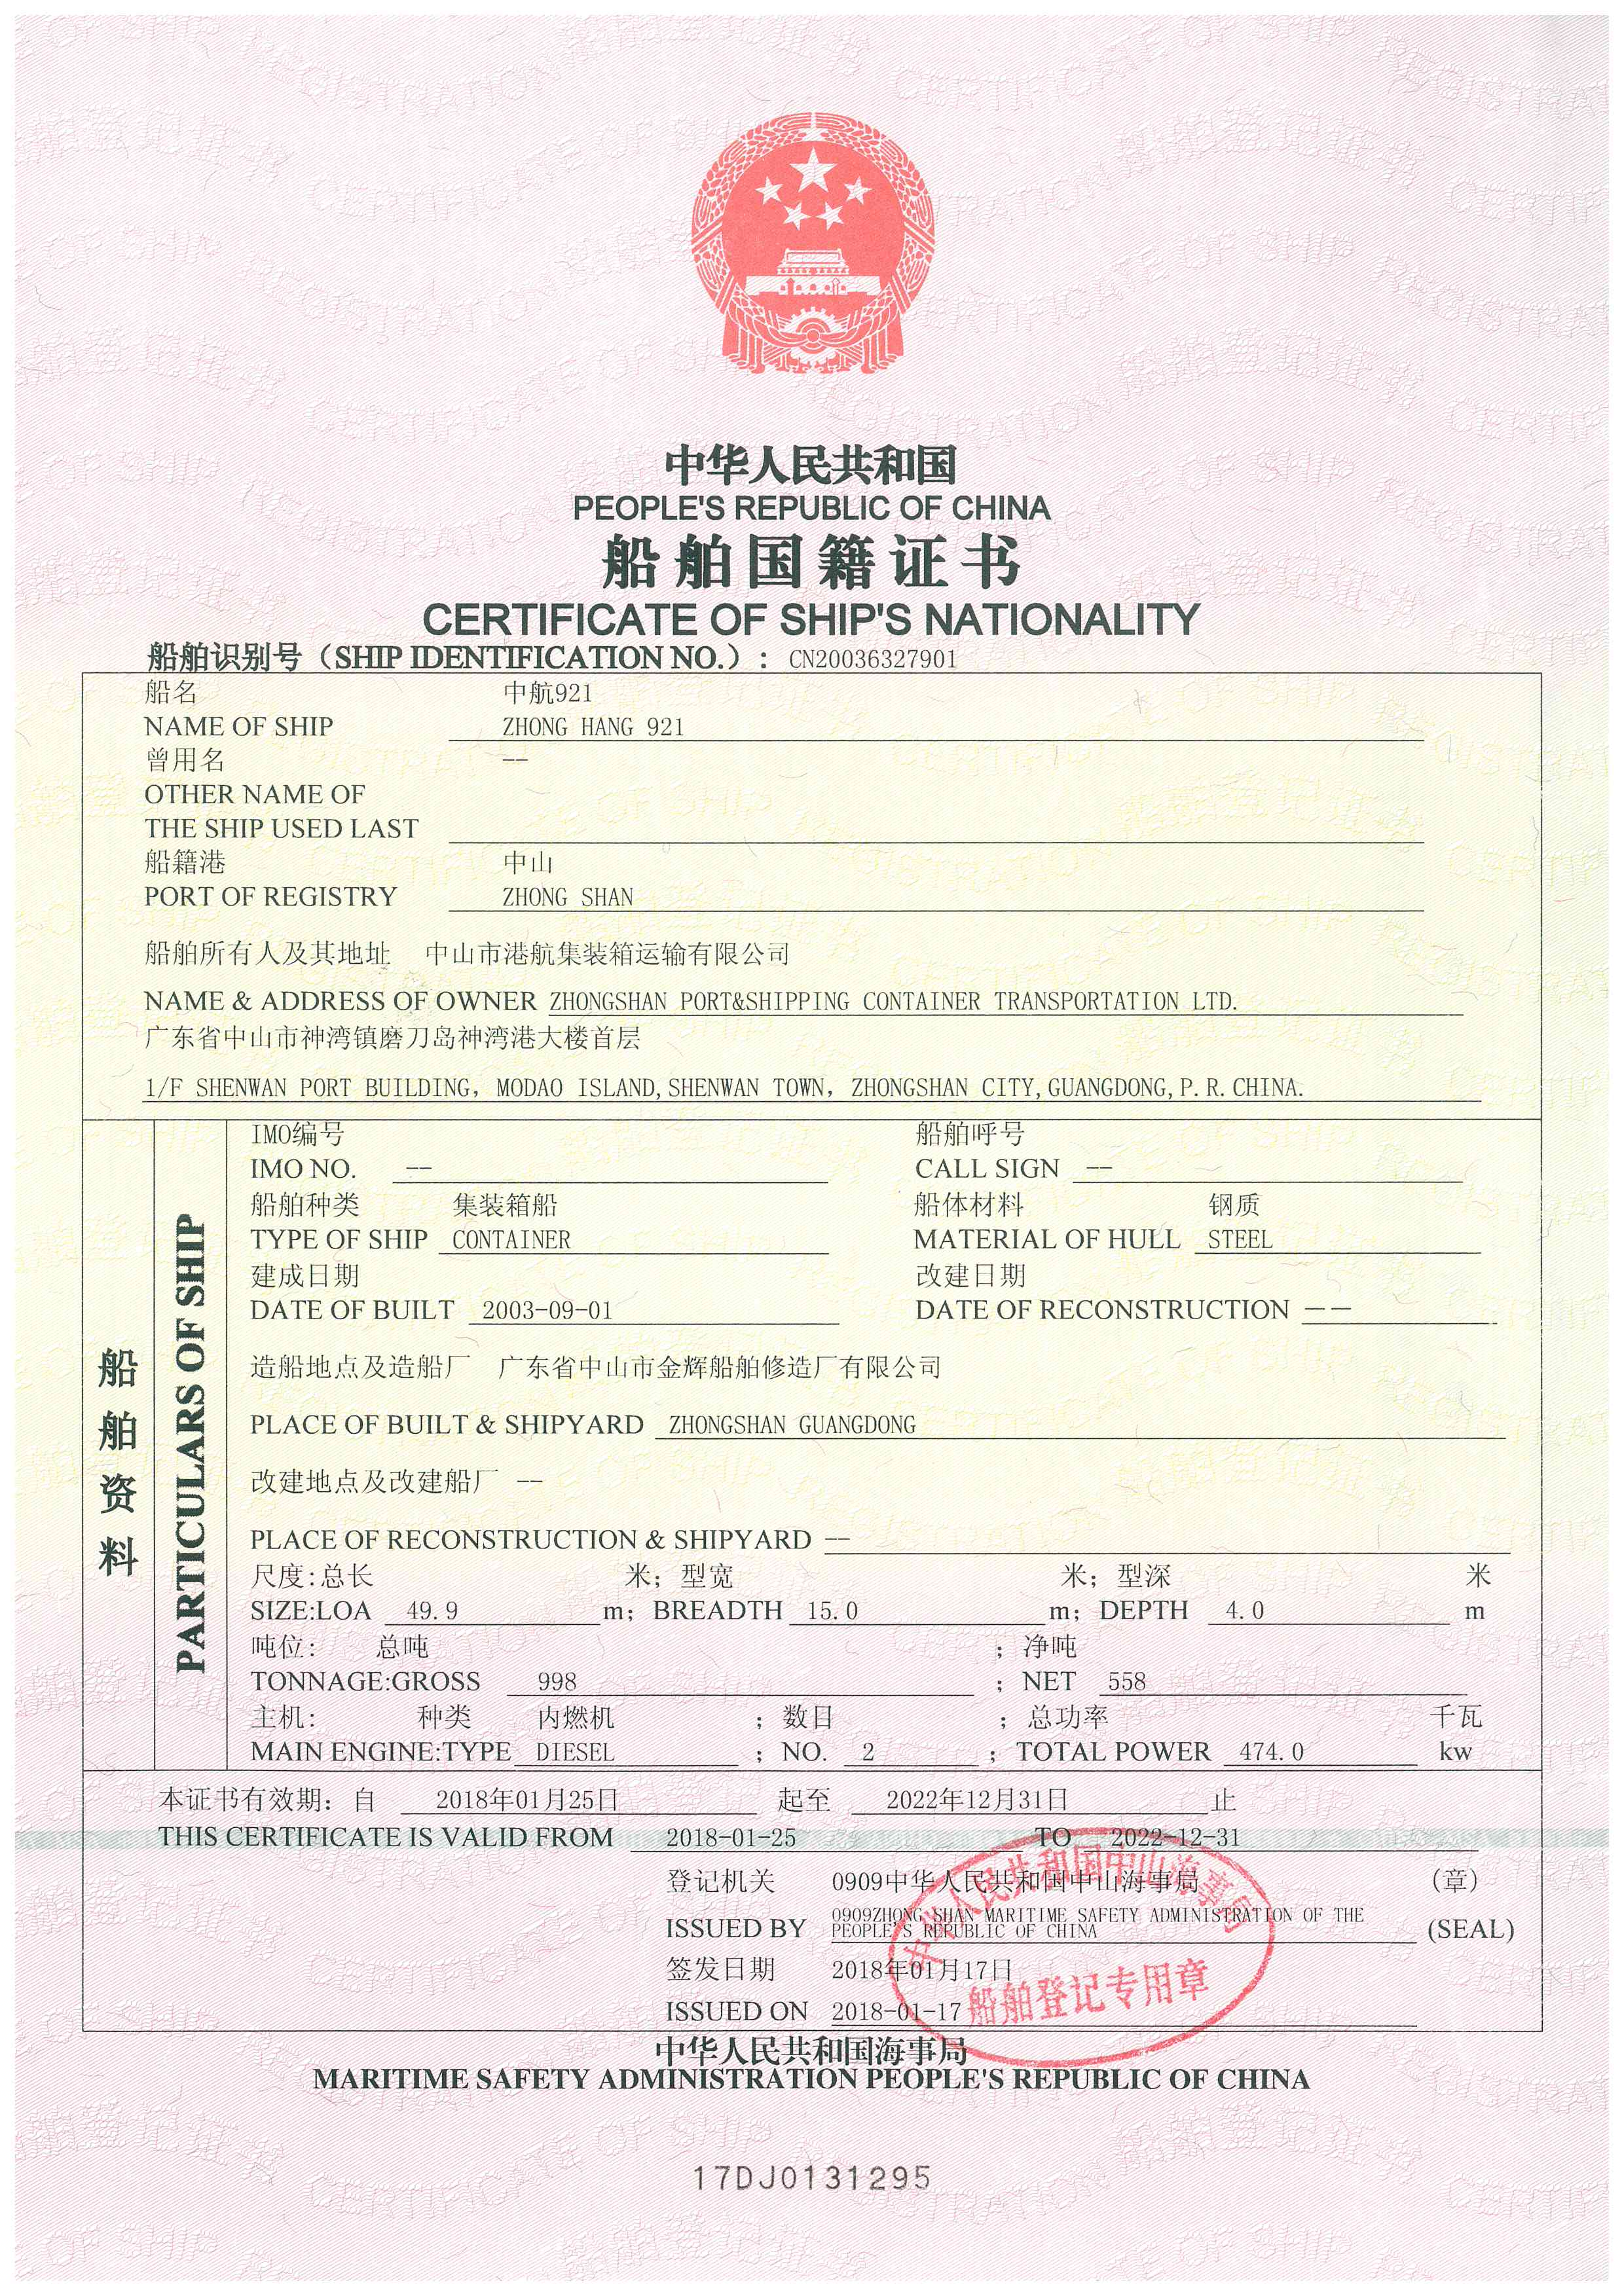 中华人民共和国
PEOPLE'S REPUBLIC OF CHINA
船舶国籍证书
CERTIFICATE OF SHIP'S NATIONALITY
船舶识别号（SHIP IDENTIFICATION NO.）: CN20036327901
船名 中航921
NAME OF SHIP ZHONG HANG 921
曾用名 --
OTHER NAME OF
THE SHIP USED LAST
船籍港 中山
PORT OF REGISTRY ZHONG SHAN
船舶所有人及其地址 中山市港航集装箱运输有限公司
NAME & ADDRESS OF OWNER ZHONGSHAN PORT&SHIPPING CONTAINER TRANSPORTATION LTD.
广东省中山市神湾镇磨刀岛神湾港大楼首层
1/F SHENWAN PORT BUILDING, MODAO ISLAND,SHENWAN TOWN, ZHONGSHAN CITY,GUANGDONG,P.R.CHINA.
船舶资料
PARTICULARS OF SHIP
IMO编号 船舶呼号
IMO NO. -- CALL SIGN --
船舶种类 集装箱船 船体材料 钢质
TYPE OF SHIP CONTAINER MATERIAL OF HULL STEEL
建成日期 改建日期
DATE OF BUILT 2003-09-01 DATE OF RECONSTRUCTION --
造船地点及造船厂 广东省中山市金辉船舶修造厂有限公司
PLACE OF BUILT & SHIPYARD ZHONGSHAN GUANGDONG
改建地点及改建船厂 --
PLACE OF RECONSTRUCTION & SHIPYARD --
尺度:总长 米; 型宽 米; 型深 米
SIZE:LOA 49.9 m; BREADTH 15.0 m; DEPTH 4.0 m
吨位: 总吨 ; 净吨
TONNAGE:GROSS 998 ; NET 558
主机: 种类 内燃机 ; 数目 ; 总功率 千瓦
MAIN ENGINE:TYPE DIESEL ; NO. 2 ; TOTAL POWER 474.0 kw
本证书有效期: 自 2018年01月25日 起至 2022年12月31日 止
THIS CERTIFICATE IS VALID FROM 2018-01-25 TO 2022-12-31
登记机关 0909中华人民共和国中山海事局 (章)
ISSUED BY 0909ZHONG SHAN MARITIME SAFETY ADMINISTRATION OF THE
PEOPLE'S REPUBLIC OF CHINA (SEAL)
签发日期 2018年01月17日
ISSUED ON 2018-01-17
中华人民共和国中山海事局
船舶登记专用章
中华人民共和国海事局
MARITIME SAFETY ADMINISTRATION PEOPLE'S REPUBLIC OF CHINA
17DJ0131295